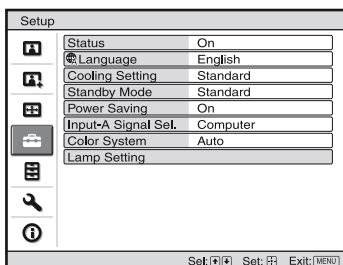 Setup
Status On
Language English
Cooling Setting Standard
Standby Mode Standard
Power Saving On
Input-A Signal Sel. Computer
Color System Auto
Lamp Setting
Sel: Set: Exit: MENU